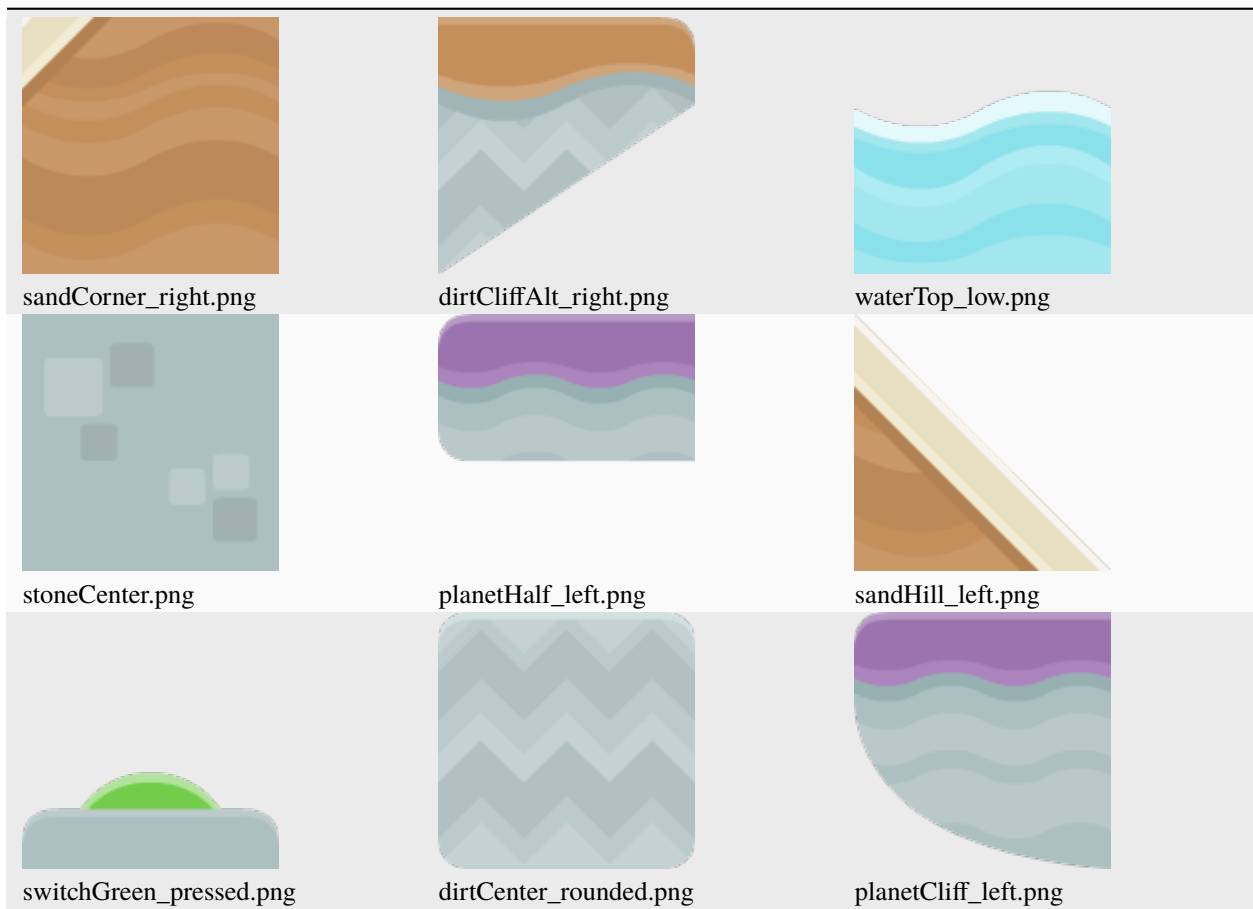 sandCorner_right.png
dirtCliffAlt_right.png
waterTop_low.png
stoneCenter.png
planetHalf_left.png
sandHill_left.png
switchGreen_pressed.png
dirtCenter_rounded.png
planetCliff_left.png